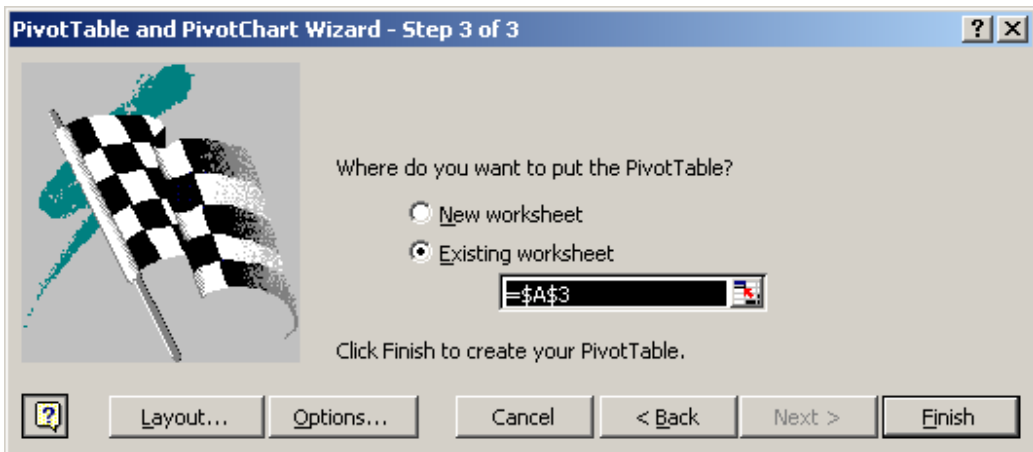 PivotTable and PivotChart Wizard - Step 3 of 3
Where do you want to put the PivotTable?
New worksheet
Existing worksheet
=$A$3
Click Finish to create your PivotTable.
Layout... Options... Cancel < Back Next > Finish